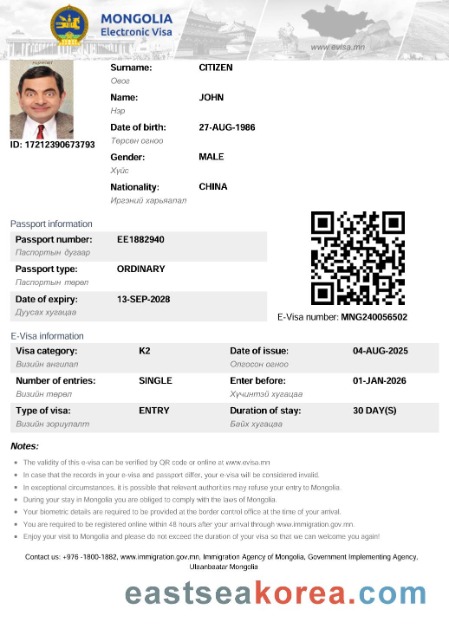 MONGOLIA
Electronic Visa
www.evisa.mn
Surname: CITIZEN
Овог
Name: JOHN
Нэр
ID: 17212390673793
Date of birth: 27-AUG-1986
Төрсөн огноо
Gender: MALE
Хүйс
Nationality: CHINA
Иргэний харьяалал
Passport information
Passport number: EE1882940
Паспортын дугаар
Passport type: ORDINARY
Паспортын төрөл
Date of expiry: 13-SEP-2028
Дуусах хугацаа
E-Visa number: MNG240056502
E-Visa information
Visa category: K2 Date of issue: 04-AUG-2025
Визийн ангилал Олгосон огноо
Number of entries: SINGLE Enter before: 01-JAN-2026
Визийн төрөл Хүчинтэй хугацаа
Type of visa: ENTRY Duration of stay: 30 DAY(S)
Визийн зориулалт Байх хугацаа
Notes:
The validity of this e-visa can be verified by QR code or online at www.evisa.mn
In case that the records in your e-visa and passport differ, your e-visa will be considered invalid.
In exceptional circumstances, it is possible that relevant authorities may refuse your entry to Mongolia.
During your stay in Mongolia you are obliged to comply with the laws of Mongolia.
Your biometric details are required to be provided at the border control office at the time of your arrival.
You are required to be registered online within 48 hours after your arrival through www.immigration.gov.mn.
Enjoy your visit to Mongolia and please do not exceed the duration of your visa so that we can welcome you again!
Contact us: +976 -1800-1882, www.immigration.gov.mn, Immigration Agency of Mongolia, Government Implementing Agency,
Ulaanbaatar Mongolia
eastseakorea.com